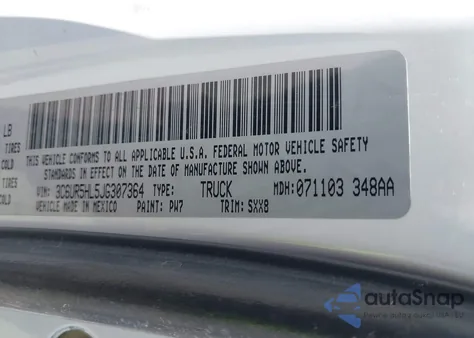 LB
TIRES
COLD
TIRES
COLD
THIS VEHICLE CONFORMS TO ALL APPLICABLE U.S.A. FEDERAL MOTOR VEHICLE SAFETY
STANDARDS IN EFFECT ON THE DATE OF MANUFACTURE SHOWN ABOVE.
VIN: 3C6UR5HL5JG307364 TYPE: TRUCK MDH: 071103 348AA
MADE IN MEXICO PAINT: PW7 TRIM: SXX8
autoSnap